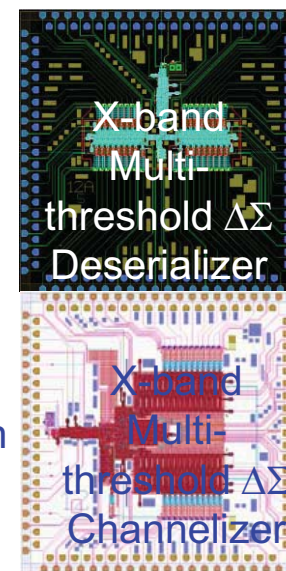 X-band
Multi-
threshold ΔΣ
Deserializer
X-band
Multi-
threshold ΔΣ
Channelizer